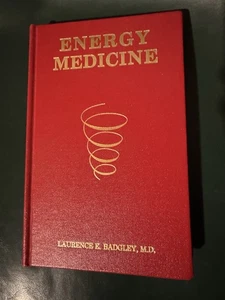 ENERGY
MEDICINE
LAURENCE E. BADGLEY, M.D.